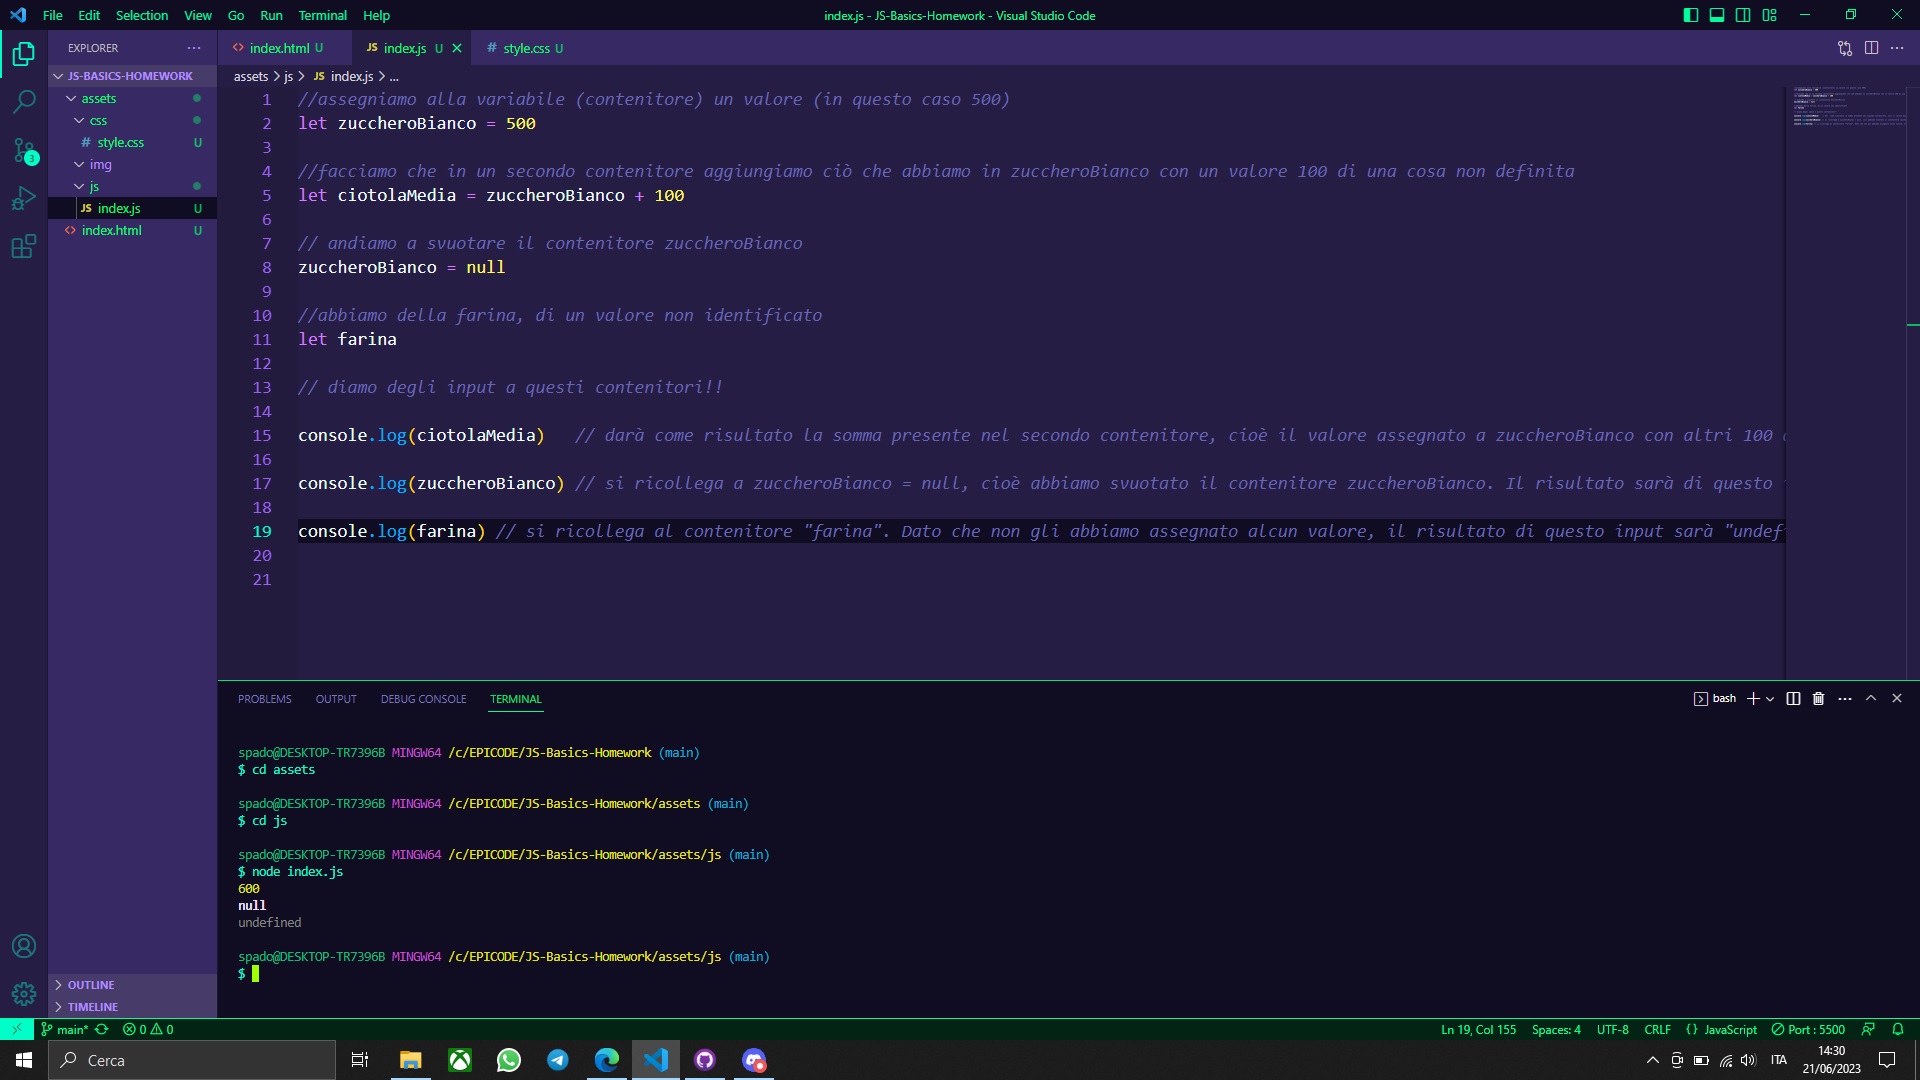 File Edit Selection View Go Run Terminal Help
index.js - JS-Basics-Homework - Visual Studio Code
EXPLORER
JS-BASICS-HOMEWORK
assets
css
# style.css U
img
js
JS index.js U
<> index.html U
OUTLINE
TIMELINE
3
<> index.html U
JS index.js U
# style.css U
assets > js > JS index.js > ...
1 //assegniamo alla variabile (contenitore) un valore (in questo caso 500)
2 let zuccheroBianco = 500
3
4 //facciamo che in un secondo contenitore aggiungiamo ciò che abbiamo in zuccheroBianco con un valore 100 di una cosa non definita
5 let ciotolaMedia = zuccheroBianco + 100
6
7 // andiamo a svuotare il contenitore zuccheroBianco
8 zuccheroBianco = null
9
10 //abbiamo della farina, di un valore non identificato
11 let farina
12
13 // diamo degli input a questi contenitori!!
14
15 console.log(ciotolaMedia) // darà come risultato la somma presente nel secondo contenitore, cioè il valore assegnato a zuccheroBianco con altri 100
16
17 console.log(zuccheroBianco) // si ricollega a zuccheroBianco = null, cioè abbiamo svuotato il contenitore zuccheroBianco. Il risultato sarà di questo
18
19 console.log(farina) // si ricollega al contenitore "farina". Dato che non gli abbiamo assegnato alcun valore, il risultato di questo input sarà "undef
20
21
PROBLEMS OUTPUT DEBUG CONSOLE TERMINAL
bash
spado@DESKTOP-TR7396B MINGW64 /c/EPICODE/JS-Basics-Homework (main)
$ cd assets
spado@DESKTOP-TR7396B MINGW64 /c/EPICODE/JS-Basics-Homework/assets (main)
$ cd js
spado@DESKTOP-TR7396B MINGW64 /c/EPICODE/JS-Basics-Homework/assets/js (main)
$ node index.js
600
null
undefined
spado@DESKTOP-TR7396B MINGW64 /c/EPICODE/JS-Basics-Homework/assets/js (main)
$
main* 0 0
Ln 19, Col 155 Spaces: 4 UTF-8 CRLF {} JavaScript Port : 5500
Cerca
ITA
14:30
21/06/2023